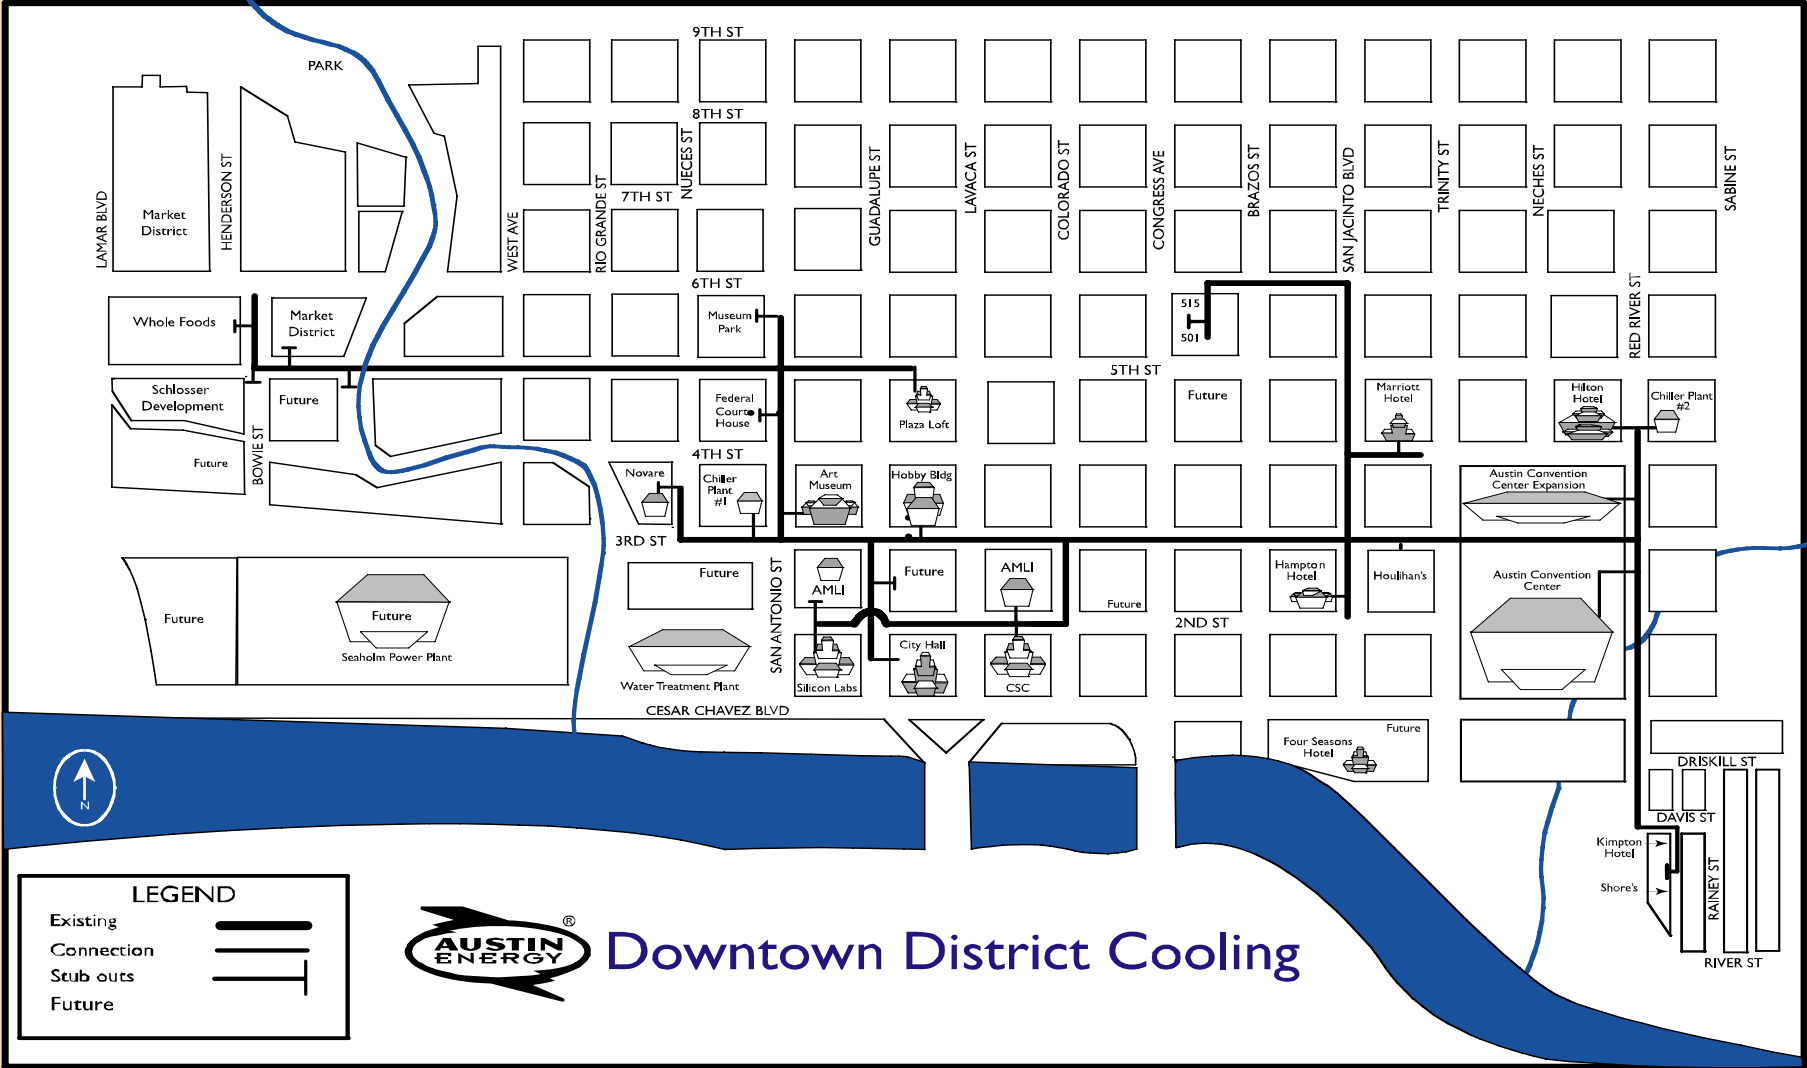 9TH ST
PARK
8TH ST
NUECES ST
7TH ST
LAMAR BLVD
Market
District
HENDERSON ST
WEST AVE
RIO GRANDE ST
GUADALUPE ST
LAVACA ST
COLORADO ST
CONGRESS AVE
BRAZOS ST
SAN JACINTO BLVD
TRINITY ST
NECHES ST
SABINE ST
6TH ST
RED RIVER ST
Whole Foods
Market
District
Museum
Park
515
501
5TH ST
Schlosser
Development
Future
Federal
Court
House
Plaza Loft
Future
Marriott
Hotel
Hilton
Hotel
Chiller Plant
#2
BOWIE ST
Future
4TH ST
Novare
Chiller
Plant
#1
Art
Museum
Hobby Bldg
Austin Convention
Center Expansion
3RD ST
SAN ANTONIO ST
Future
Future
Seaholm Power Plant
Future
Water Treatment Plant
AMLI
Future
AMLI
Future
Hampton
Hotel
Houlihan's
Austin Convention
Center
2ND ST
Silicon Labs
City Hall
CSC
CESAR CHAVEZ BLVD
Four Seasons
Hotel
Future
DRISKILL ST
DAVIS ST
Kimpton
Hotel
Shore's
RAINEY ST
RIVER ST
N
LEGEND
Existing
Connection
Stub outs
Future
AUSTIN
ENERGY
®
Downtown District Cooling